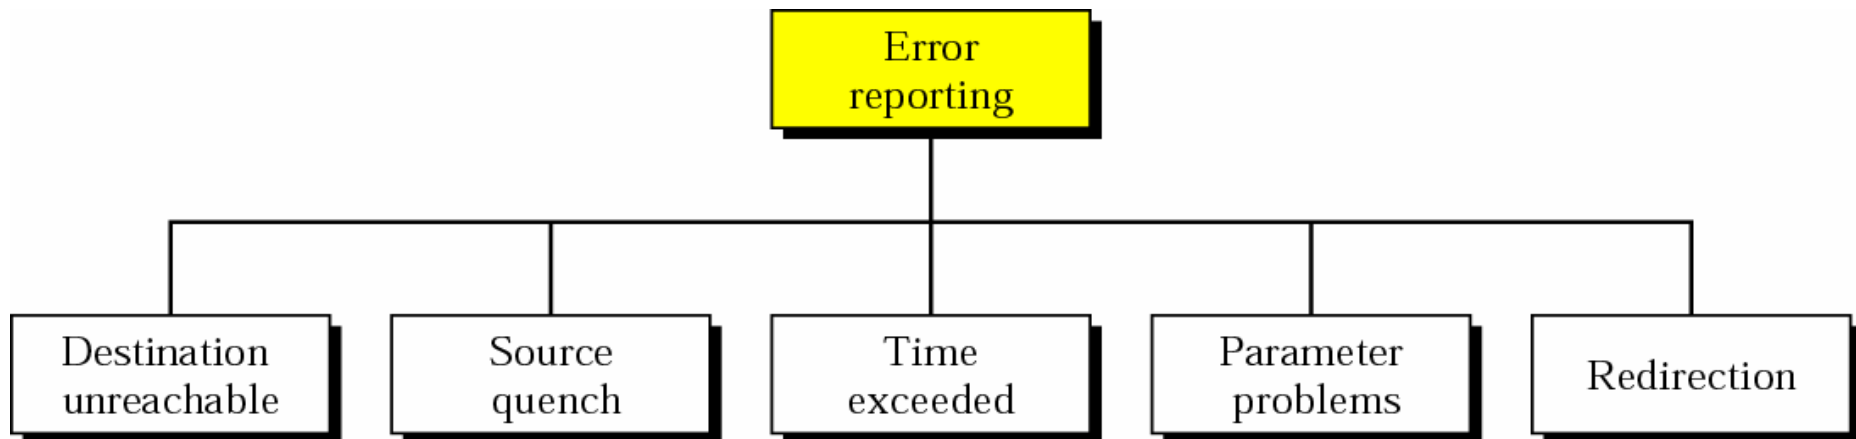 Error
reporting
Destination
unreachable
Source
quench
Time
exceeded
Parameter
problems
Redirection